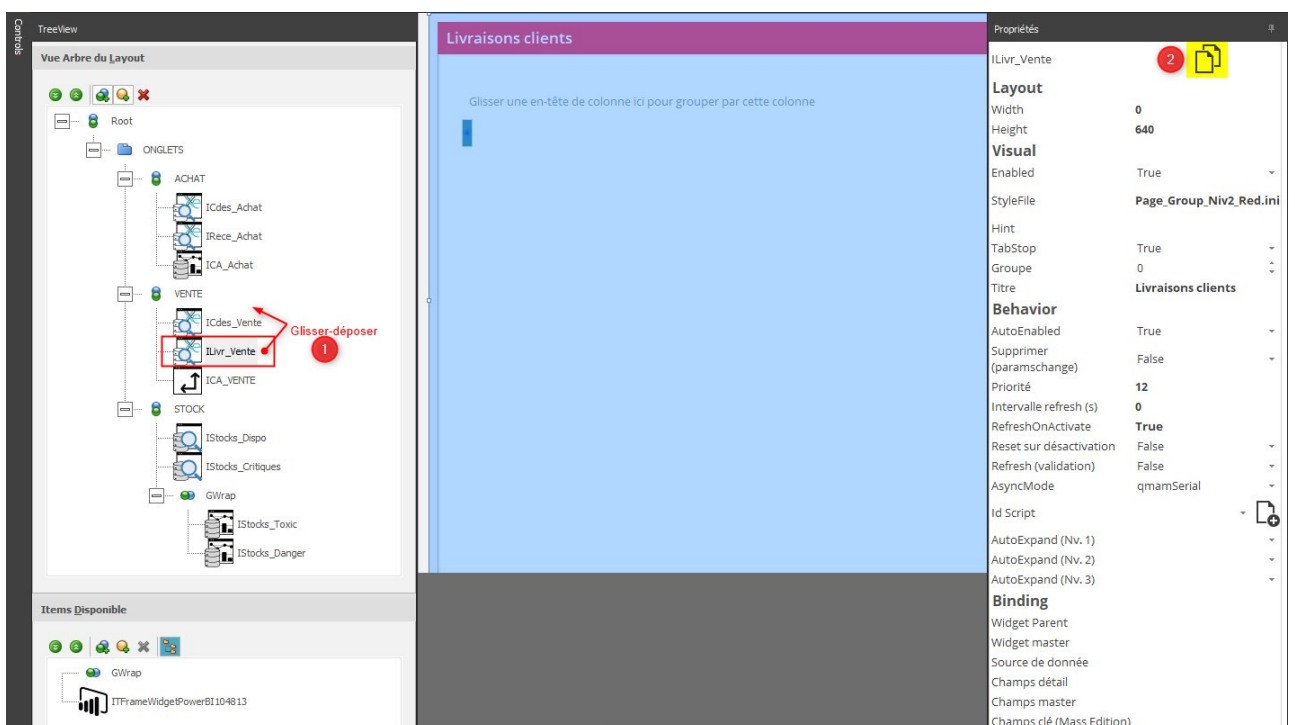 Controls
TreeView
Vue Arbre du Layout
Root
ONGLETS
ACHAT
ICdes_Achat
IRece_Achat
ICA_Achat
VENTE
ICdes_Vente
Glisser-déposer
ILivr_Vente
1
ICA_VENTE
STOCK
IStocks_Dispo
IStocks_Critiques
GWrap
IStocks_Toxic
IStocks_Danger
Items Disponible
GWrap
ITFrameWidgetPowerBI104813
Livraisons clients
Glisser une en-tête de colonne ici pour grouper par cette colonne
Propriétés
ILivr_Vente 2
Layout
Width 0
Height 640
Visual
Enabled True
StyleFile Page_Group_Niv2_Red.ini
Hint
TabStop True
Groupe 0
Titre Livraisons clients
Behavior
AutoEnabled True
Supprimer
(paramschange) False
Priorité 12
Intervalle refresh (s) 0
RefreshOnActivate True
Reset sur désactivation False
Refresh (validation) False
AsyncMode qmamSerial
Id Script
AutoExpand (Nv. 1)
AutoExpand (Nv. 2)
AutoExpand (Nv. 3)
Binding
Widget Parent
Widget master
Source de donnée
Champs détail
Champs master
Champs clé (Mass Edition)